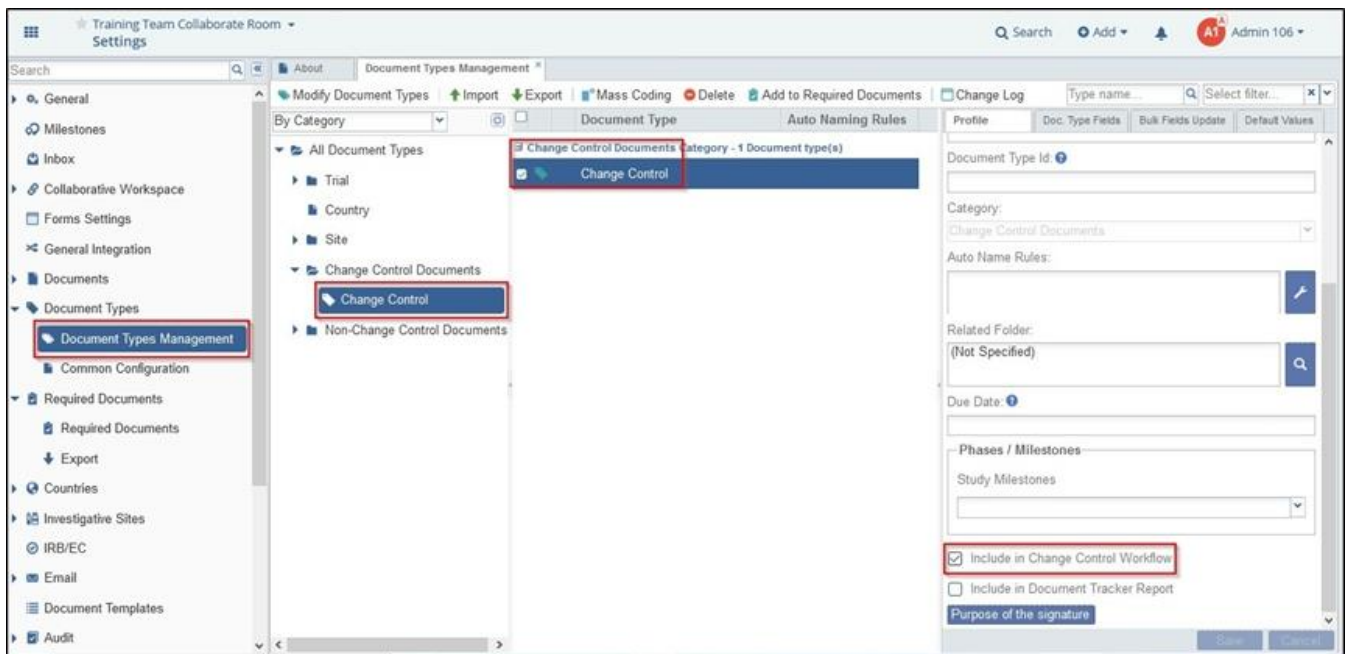 Training Team Collaborate Room
Settings
Search
Add
A
A1
Admin 106
Search
About
Document Types Management
General
Milestones
Inbox
Collaborative Workspace
Forms Settings
General Integration
Documents
Document Types
Document Types Management
Common Configuration
Required Documents
Required Documents
Export
Countries
Investigative Sites
IRB/EC
Email
Document Templates
Audit
Modify Document Types
Import
Export
Mass Coding
Delete
Add to Required Documents
Change Log
Type name...
Select filter...
By Category
All Document Types
Trial
Country
Site
Change Control Documents
Change Control
Non-Change Control Documents
Document Type
Auto Naming Rules
Change Control Documents Category - 1 Document type(s)
Change Control
Profile
Doc. Type Fields
Bulk Fields Update
Default Values
Document Type Id:
Category:
Change Control Documents
Auto Name Rules:
Related Folder:
(Not Specified)
Due Date:
Phases / Milestones
Study Milestones
Include in Change Control Workflow
Include in Document Tracker Report
Purpose of the signature
Save
Cancel